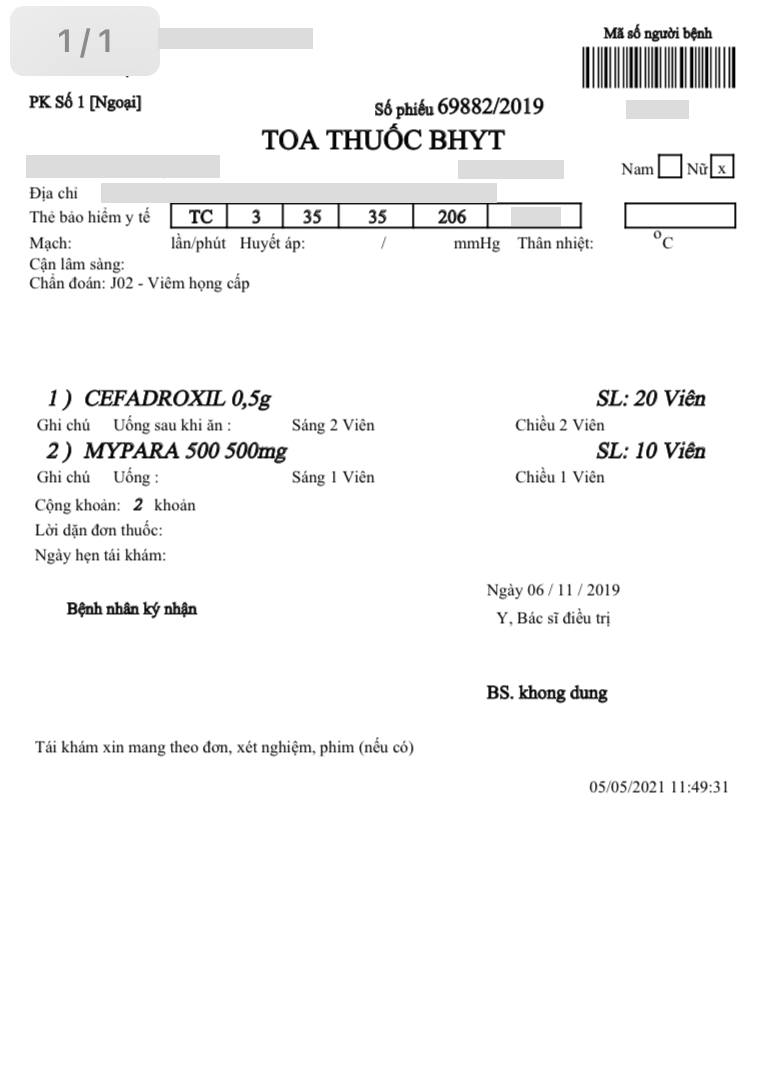 1/1
Mã số người bệnh
PK Số 1 [Ngoại]
Số phiếu 69882/2019
TOA THUỐC BHYT
Nam Nữ x
Địa chỉ
Thẻ bảo hiểm y tế TC 3 35 35 206
Mạch: lần/phút Huyết áp: / mmHg Thân nhiệt: °C
Cận lâm sàng:
Chẩn đoán: J02 - Viêm họng cấp
1 ) CEFADROXIL 0,5g SL: 20 Viên
Ghi chú Uống sau khi ăn : Sáng 2 Viên Chiều 2 Viên
2 ) MYPARA 500 500mg SL: 10 Viên
Ghi chú Uống : Sáng 1 Viên Chiều 1 Viên
Cộng khoản: 2 khoản
Lời dặn đơn thuốc:
Ngày hẹn tái khám:
Ngày 06 / 11 / 2019
Bệnh nhân ký nhận
Y, Bác sĩ điều trị
BS. khong dung
Tái khám xin mang theo đơn, xét nghiệm, phim (nếu có)
05/05/2021 11:49:31